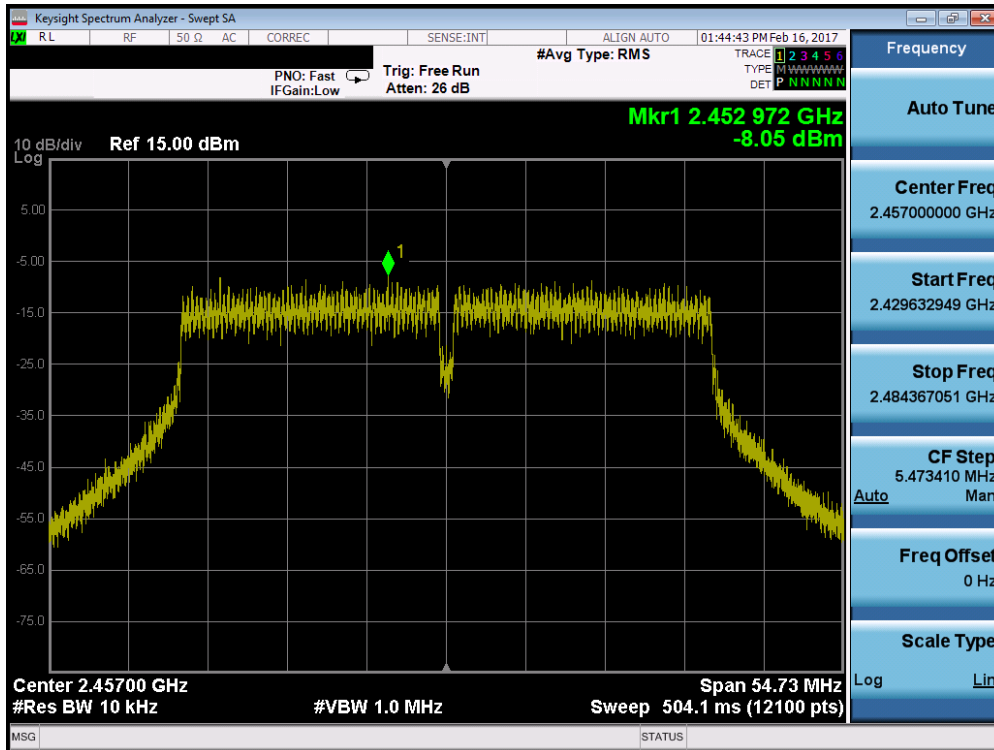 Keysight Spectrum Analyzer - Swept SA
LXI RL RF 50 Ω AC CORREC SENSE:INT ALIGN AUTO 01:44:43 PM Feb 16, 2017
PNO: Fast
IFGain:Low
Trig: Free Run
Atten: 26 dB
#Avg Type: RMS
TRACE 1 2 3 4 5 6
TYPE M WWWWW
DET P N N N N N
Mkr1 2.452 972 GHz
-8.05 dBm
10 dB/div
Log
Ref 15.00 dBm
5.00
-5.00
-15.0
-25.0
-35.0
-45.0
-55.0
-65.0
-75.0
1
Center 2.45700 GHz
Span 54.73 MHz
#Res BW 10 kHz
#VBW 1.0 MHz
Sweep 504.1 ms (12100 pts)
MSG
STATUS
Frequency
Auto Tune
Center Freq
2.457000000 GHz
Start Freq
2.429632949 GHz
Stop Freq
2.484367051 GHz
CF Step
5.473410 MHz
Auto Man
Freq Offset
0 Hz
Scale Type
Log Lin